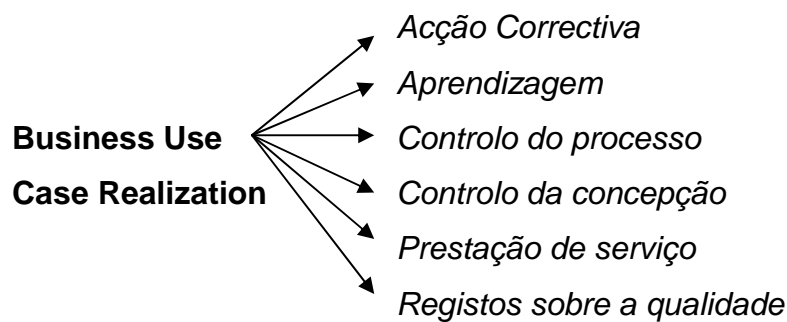 Acção Correctiva
Aprendizagem
Business Use
Controlo do processo
Case Realization
Controlo da concepção
Prestação de serviço
Registos sobre a qualidade